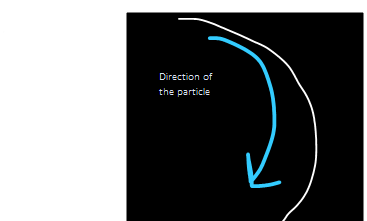 Direction of
the particle